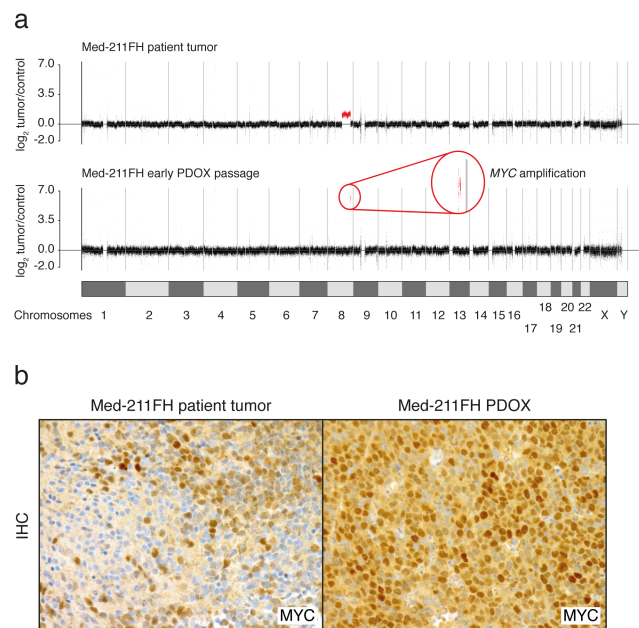 a
Med-211FH patient tumor
7.0
3.5
0.0
-2.0
log2 tumor/control
Med-211FH early PDOX passage
MYC amplification
7.0
3.5
0.0
-2.0
log2 tumor/control
Chromosomes 1 2 3 4 5 6 7 8 9 10 11 12 13 14 15 16 17 18 19 20 21 22 X Y
b
Med-211FH patient tumor
Med-211FH PDOX
IHC
MYC
MYC